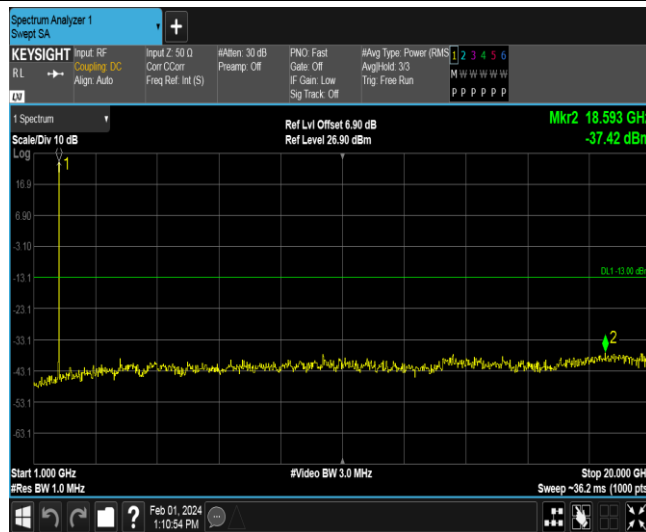 Spectrum Analyzer 1
Swept SA
+
KEYSIGHT
RL
LXI
Input: RF
Coupling: DC
Align: Auto
Input Z: 50 Ω
Corr CCorr
Freq Ref: Int (S)
#Atten: 30 dB
Preamp: Off
PNO: Fast
Gate: Off
IF Gain: Low
Sig Track: Off
#Avg Type: Power (RMS
Avg|Hold: 3/3
Trig: Free Run
1 2 3 4 5 6
M W W W W W
P P P P P P
1 Spectrum
Scale/Div 10 dB
Log
Ref Lvl Offset 6.90 dB
Ref Level 26.90 dBm
Mkr2 18.593 GHz
-37.42 dBm
1
16.9
6.90
-3.10
-13.1
DL1 -13.00 dBm
-23.1
-33.1
2
-43.1
-53.1
-63.1
Start 1.000 GHz
#Res BW 1.0 MHz
#Video BW 3.0 MHz
Stop 20.000 GHz
Sweep ~36.2 ms (1000 pts
?
Feb 01, 2024
1:10:54 PM